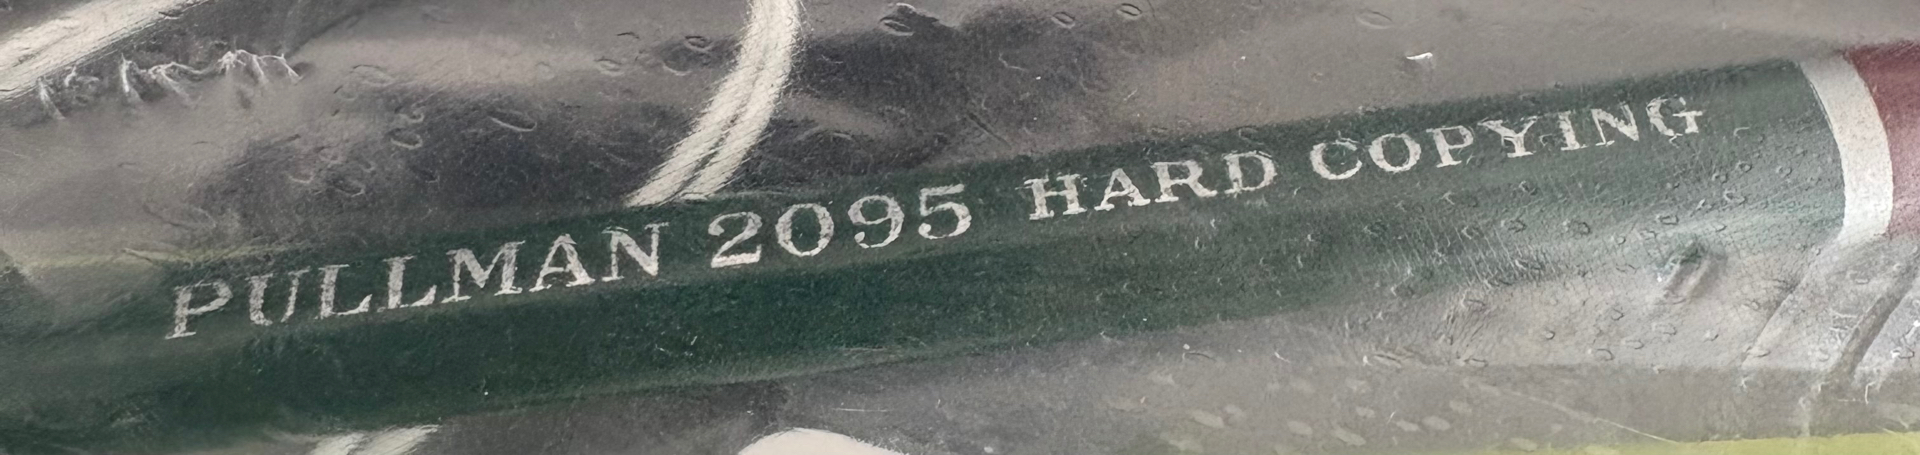 PULLMAN 2095 HARD COPYING